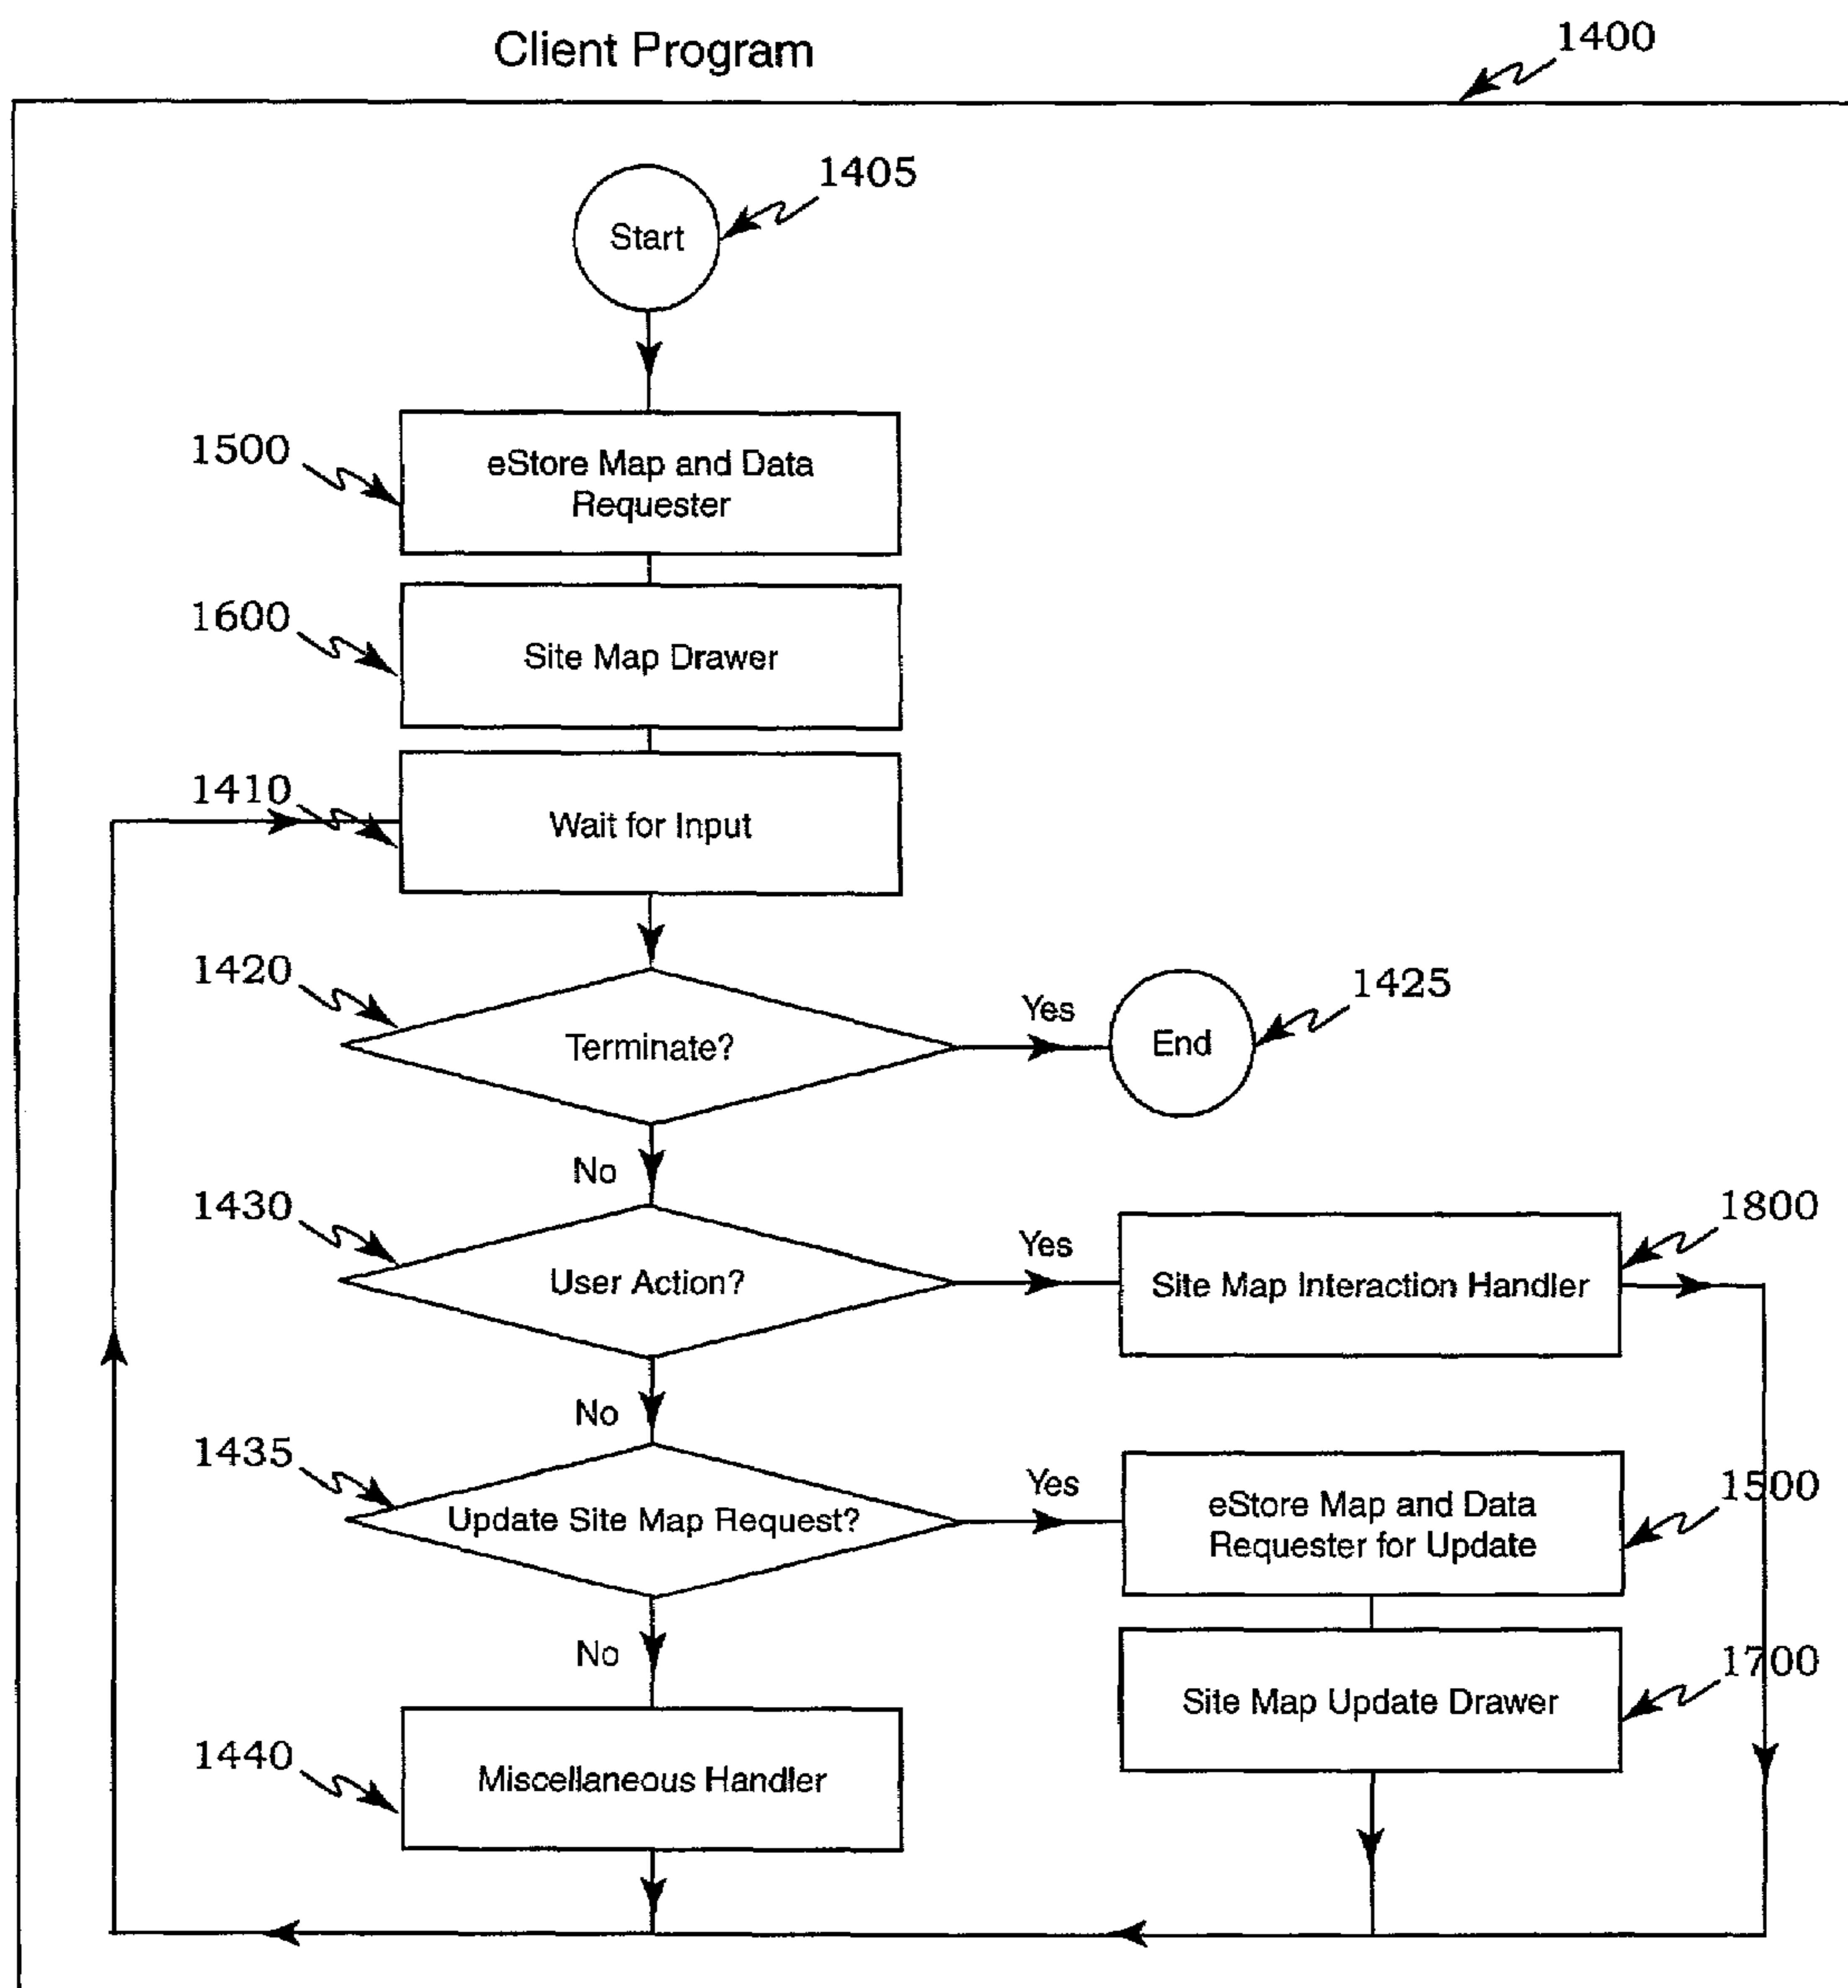 Client Program
1400
1405
Start
1500
eStore Map and Data
Requester
1600
Site Map Drawer
1410
Wait for Input
1420
Terminate?
Yes
End
1425
No
1430
User Action?
Yes
Site Map Interaction Handler
1800
No
1435
Update Site Map Request?
Yes
eStore Map and Data
Requester for Update
1500
No
Site Map Update Drawer
1700
1440
Miscellaneous Handler